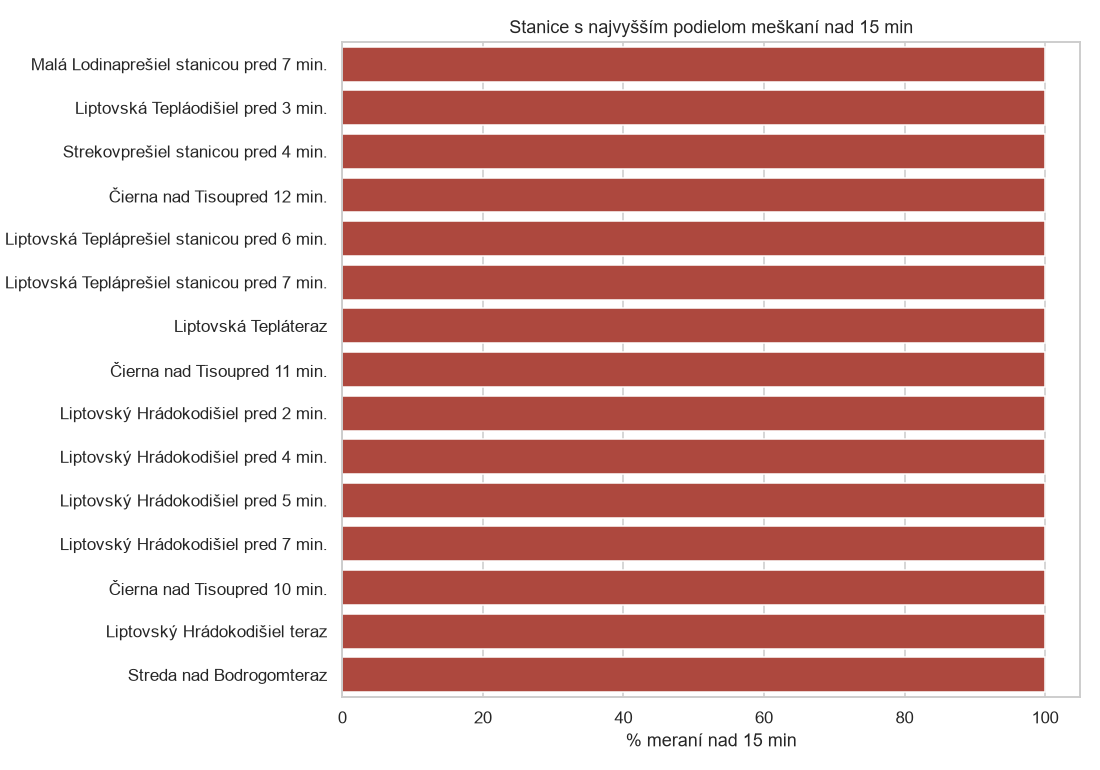 Stanice s najvyšším podielom meškaní nad 15 min
Malá Lodinaprešiel stanicou pred 7 min.
Liptovská Tepláodišiel pred 3 min.
Strekovprešiel stanicou pred 4 min.
Čierna nad Tisoupred 12 min.
Liptovská Tepláprešiel stanicou pred 6 min.
Liptovská Tepláprešiel stanicou pred 7 min.
Liptovská Tepláteraz
Čierna nad Tisoupred 11 min.
Liptovský Hrádokodišiel pred 2 min.
Liptovský Hrádokodišiel pred 4 min.
Liptovský Hrádokodišiel pred 5 min.
Liptovský Hrádokodišiel pred 7 min.
Čierna nad Tisoupred 10 min.
Liptovský Hrádokodišiel teraz
Streda nad Bodrogomteraz
0 20 40 60 80 100
% meraní nad 15 min